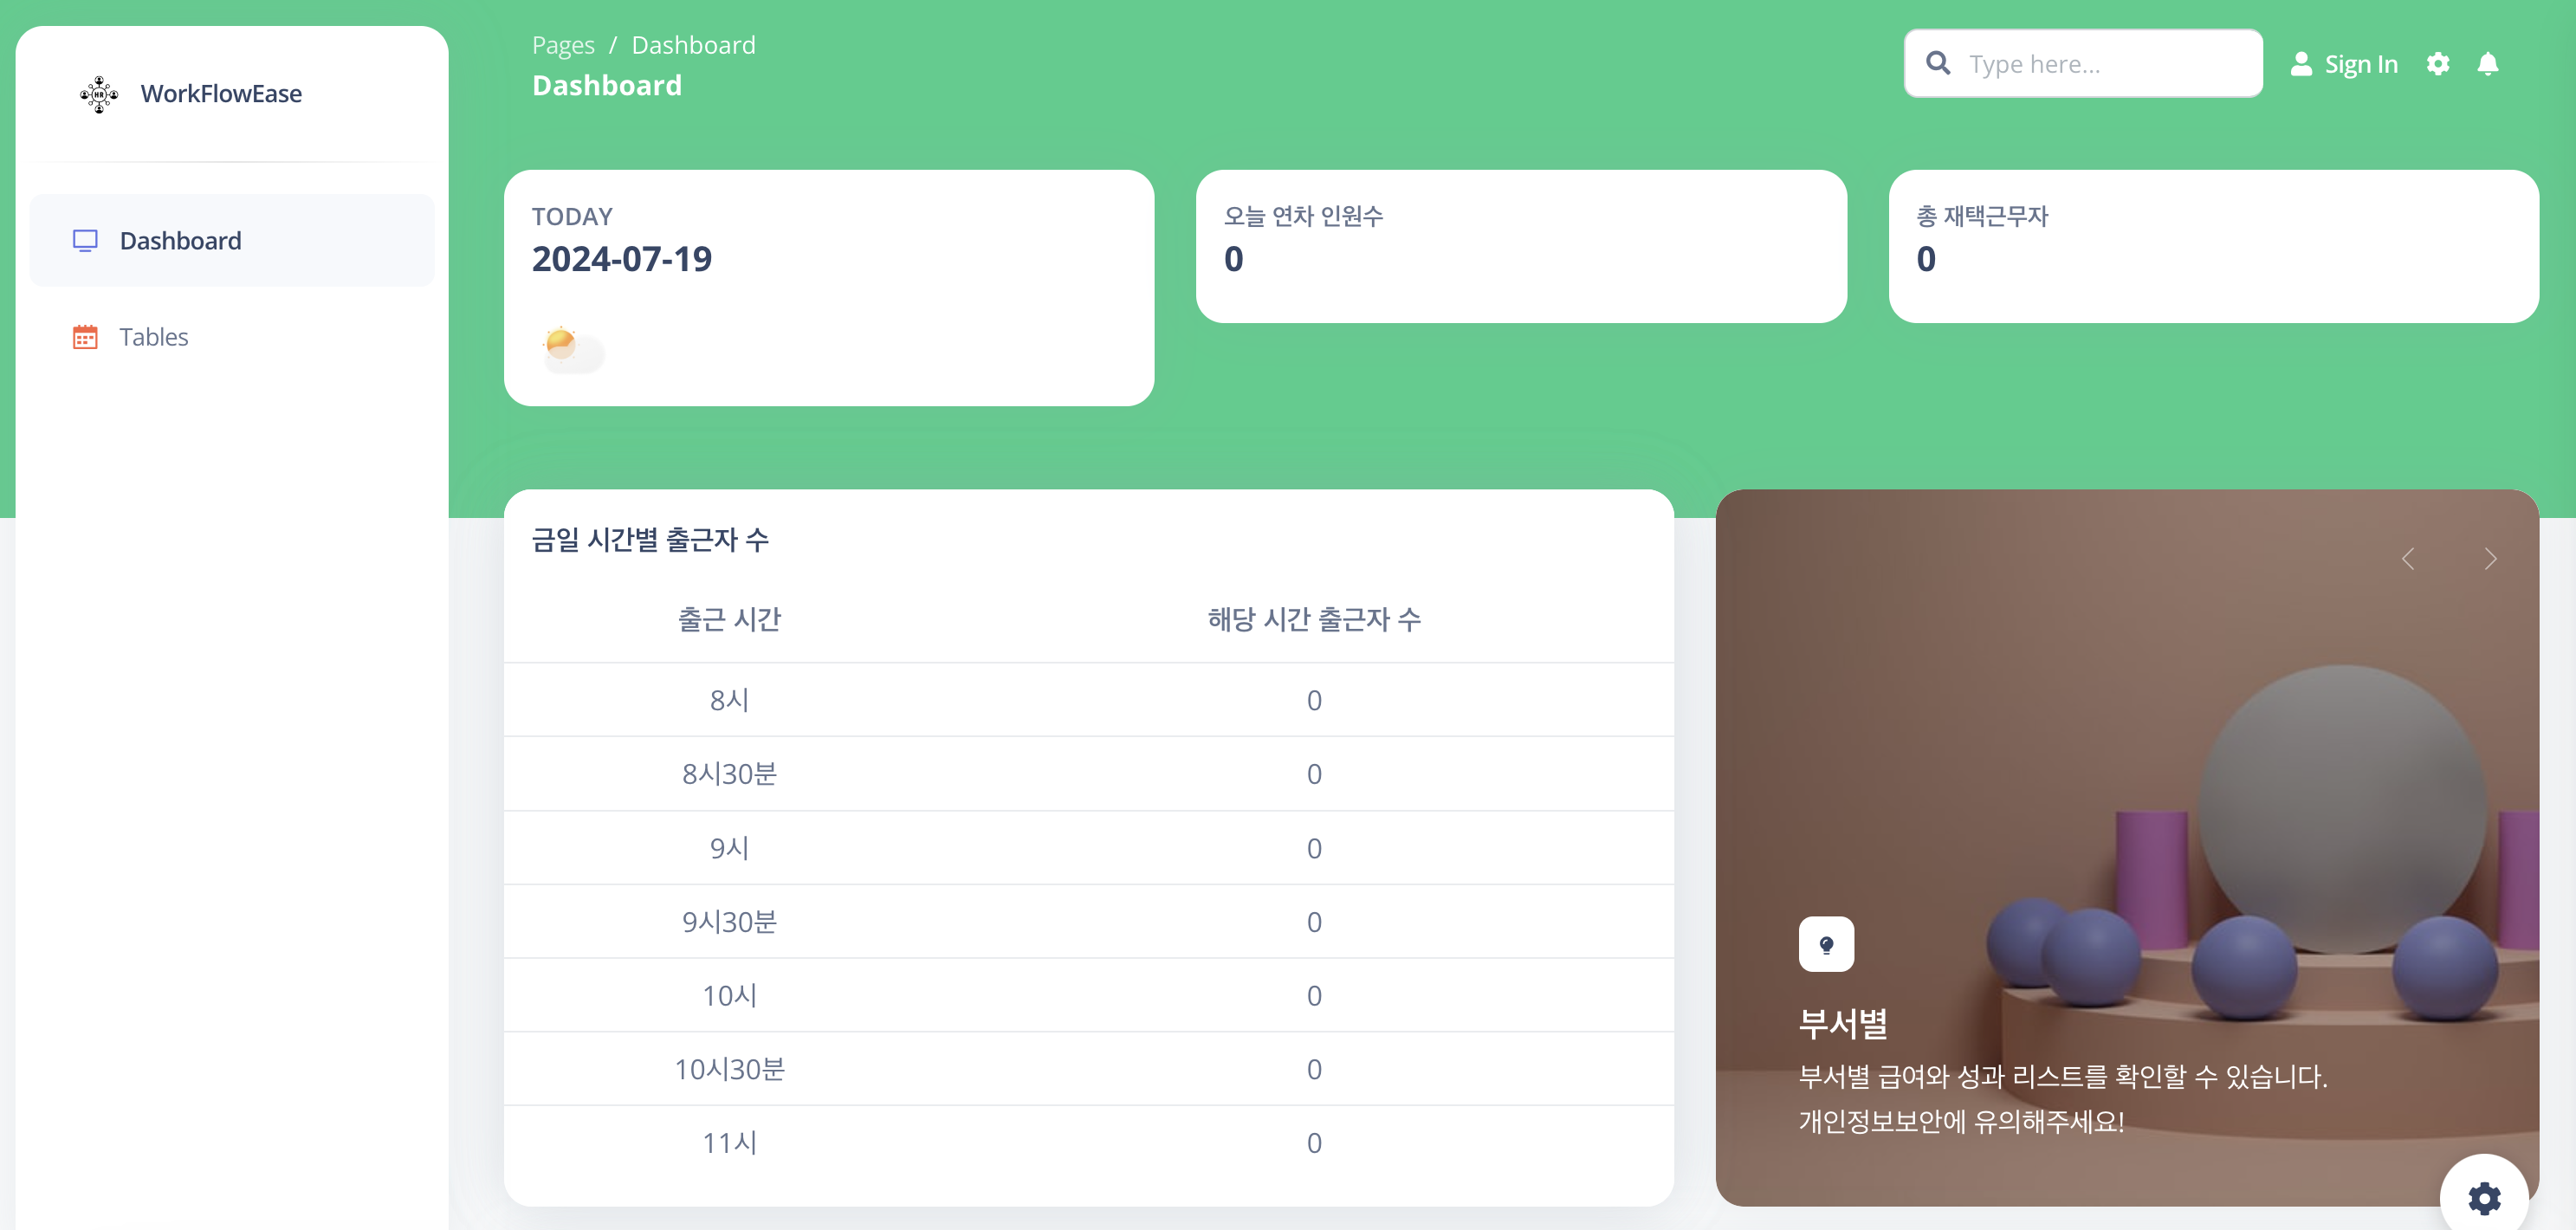 WorkFlowEase
Dashboard
Tables
Pages / Dashboard
Dashboard
Type here...
Sign In
TODAY
2024-07-19
오늘 연차 인원수
0
총 재택근무자
0
금일 시간별 출근자 수
출근 시간 해당 시간 출근자 수
8시 0
8시30분 0
9시 0
9시30분 0
10시 0
10시30분 0
11시 0
부서별
부서별 급여와 성과 리스트를 확인할 수 있습니다.
개인정보보안에 유의해주세요!